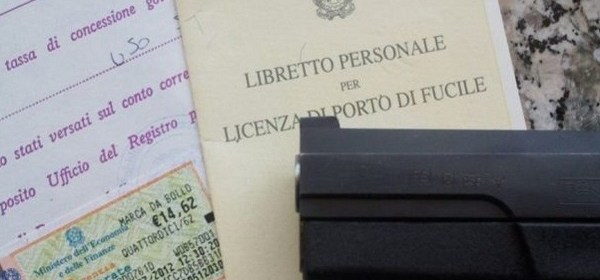 tassa di concessione
uso
o stati versati sul conto corre
posito Ufficio del Registro p
LIBRETTO PERSONALE
PER
LICENZA DI PORTO DI FUCILE
MARCA DA BOLLO
€14,62
QUATTORDICI/62
Ministero dell'Economia
e delle Finanze